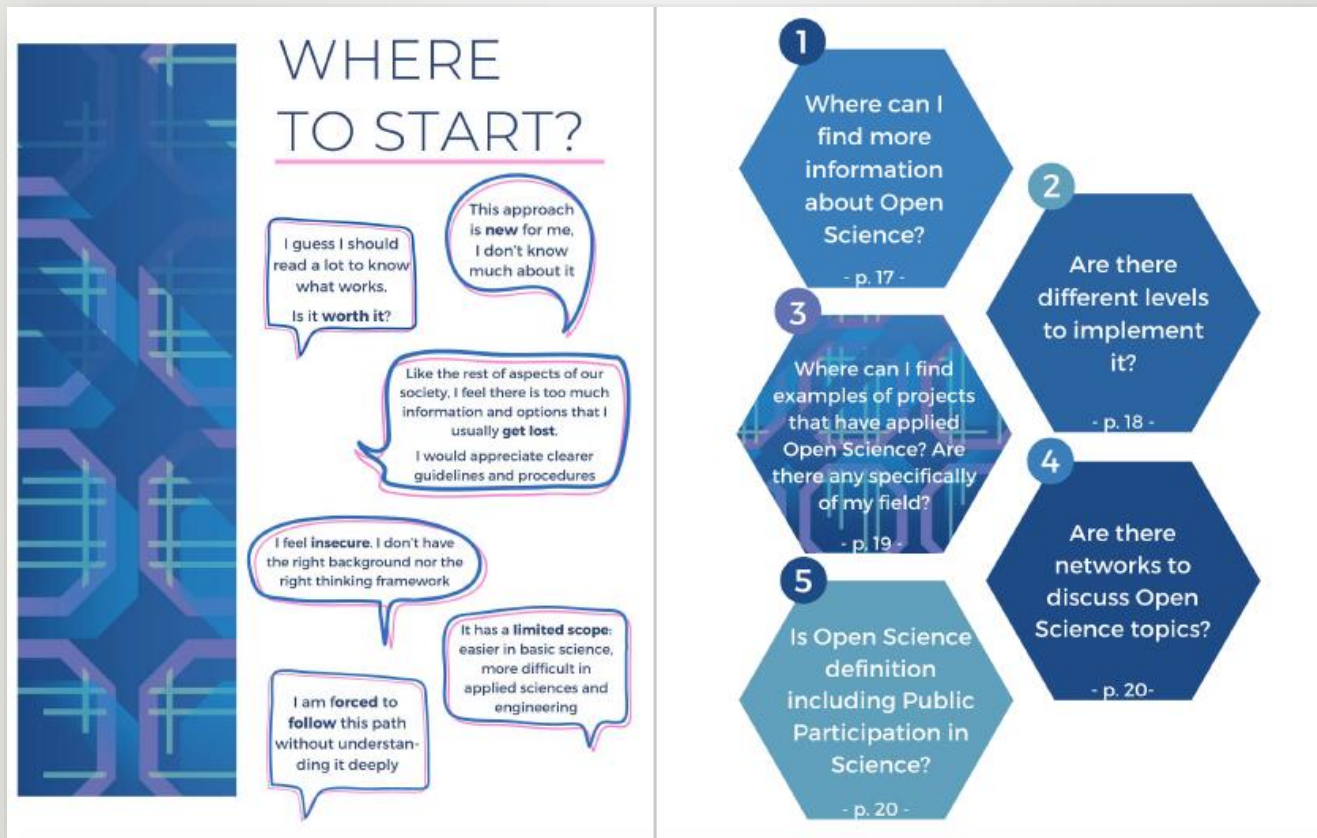 WHERE
TO START?
This approach
is new for me,
I don't know
much about it
I guess I should
read a lot to know
what works.
Is it worth it?
Like the rest of aspects of our
society, I feel there is too much
information and options that I
usually get lost.
I would appreciate clearer
guidelines and procedures
I feel insecure. I don't have
the right background nor the
right thinking framework
It has a limited scope:
easier in basic science,
more difficult in
applied sciences and
engineering
I am forced to
follow this path
without understan-
ding it deeply
1
Where can I
find more
information
about Open
Science?
- p. 17 -
2
Are there
different levels
to implement
it?
- p. 18 -
3
Where can I find
examples of projects
that have applied
Open Science? Are
there any specifically
of my field?
- p. 19 -
4
Are there
networks to
discuss Open
Science topics?
- p. 20-
5
Is Open Science
definition
including Public
Participation in
Science?
- p. 20 -